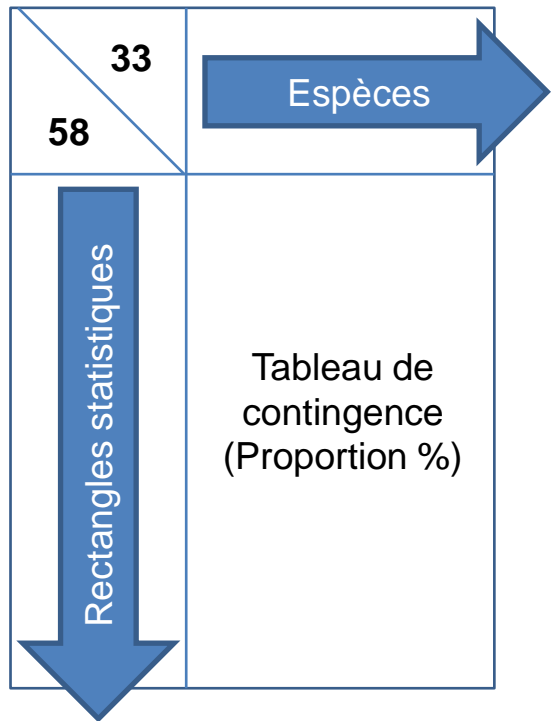 33
58
Espèces
Rectangles statistiques
Tableau de
contingence
(Proportion %)